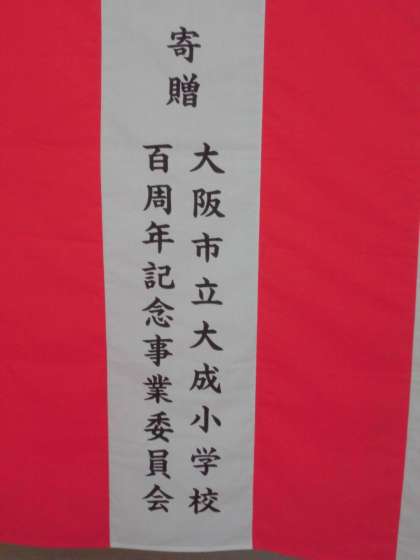 寄贈
大阪市立大成小学校
百周年記念事業委員会